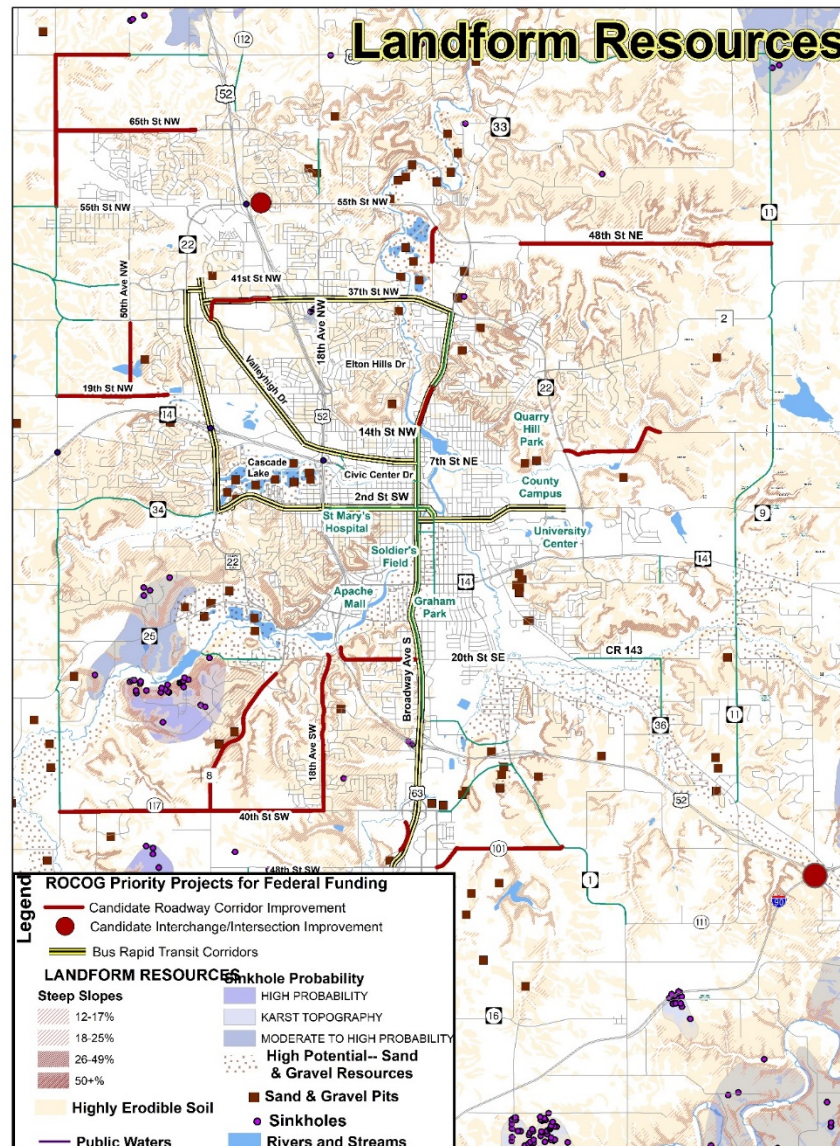 Landform Resources
112
52
65th St NW
33
55th St NW
55th St NW
22
11
48th St NE
50th Ave NW
41st St NW
37th St NW
18th Ave NW
2
Valleyhigh Dr
Elton Hills Dr
22
19th St NW
14
52
Quarry
Hill
Park
14th St NW
7th St NE
Cascade
Lake
Civic Center Dr
County
Campus
2nd St SW
34
St Mary's
Hospital
9
University
Center
Soldier's
Field
22
14
14
Apache
Mall
Graham
Park
25
Broadway Ave S
20th St SE
CR 143
36
11
18th Ave SW
8
63
52
117
40th St SW
48th St SW
101
1
90
111
16
Legend
ROCOG Priority Projects for Federal Funding
Candidate Roadway Corridor Improvement
Candidate Interchange/Intersection Improvement
Bus Rapid Transit Corridors
LANDFORM RESOURCES
Steep Slopes
12-17%
18-25%
26-49%
50+%
Highly Erodible Soil
Public Waters
Sinkhole Probability
HIGH PROBABILITY
KARST TOPOGRAPHY
MODERATE TO HIGH PROBABILITY
High Potential-- Sand
& Gravel Resources
Sand & Gravel Pits
Sinkholes
Rivers and Streams